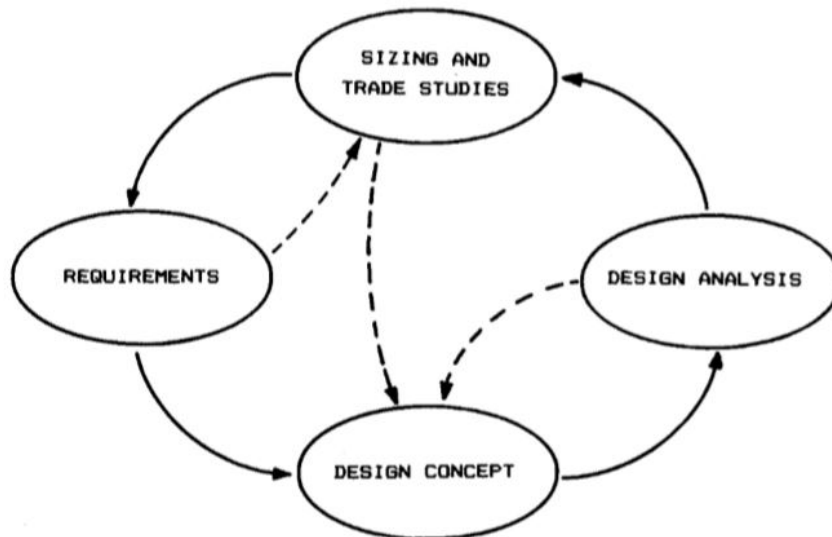 SIZING AND
TRADE STUDIES
REQUIREMENTS
DESIGN ANALYSIS
DESIGN CONCEPT